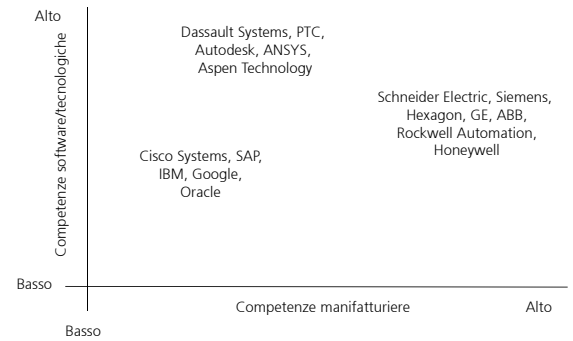 Alto
Competenze software/tecnologiche
Dassault Systems, PTC,
Autodesk, ANSYS,
Aspen Technology
Schneider Electric, Siemens,
Hexagon, GE, ABB,
Rockwell Automation,
Honeywell
Cisco Systems, SAP,
IBM, Google,
Oracle
Basso
Competenze manifatturiere
Alto
Basso